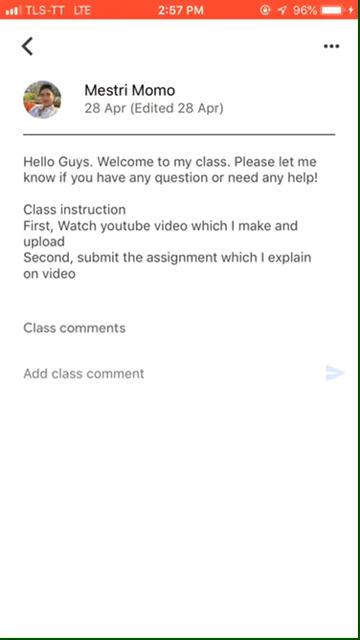 TLS-TT LTE 2:57 PM 96%
Mestri Momo
28 Apr (Edited 28 Apr)
Hello Guys. Welcome to my class. Please let me
know if you have any question or need any help!
Class instruction
First, Watch youtube video which I make and
upload
Second, submit the assignment which I explain
on video
Class comments
Add class comment